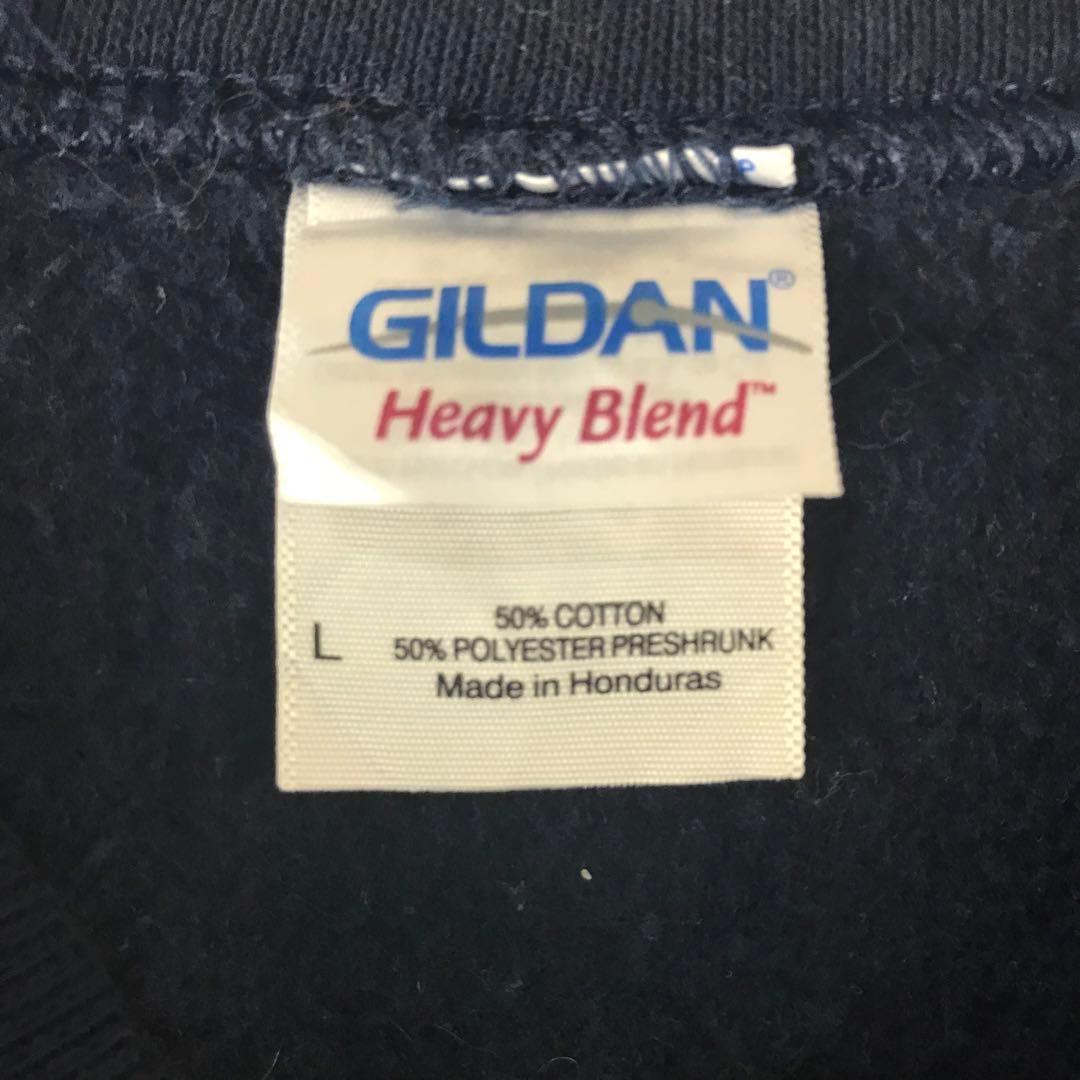 GILDAN®
Heavy Blend™
L
50% COTTON
50% POLYESTER PRESHRUNK
Made in Honduras